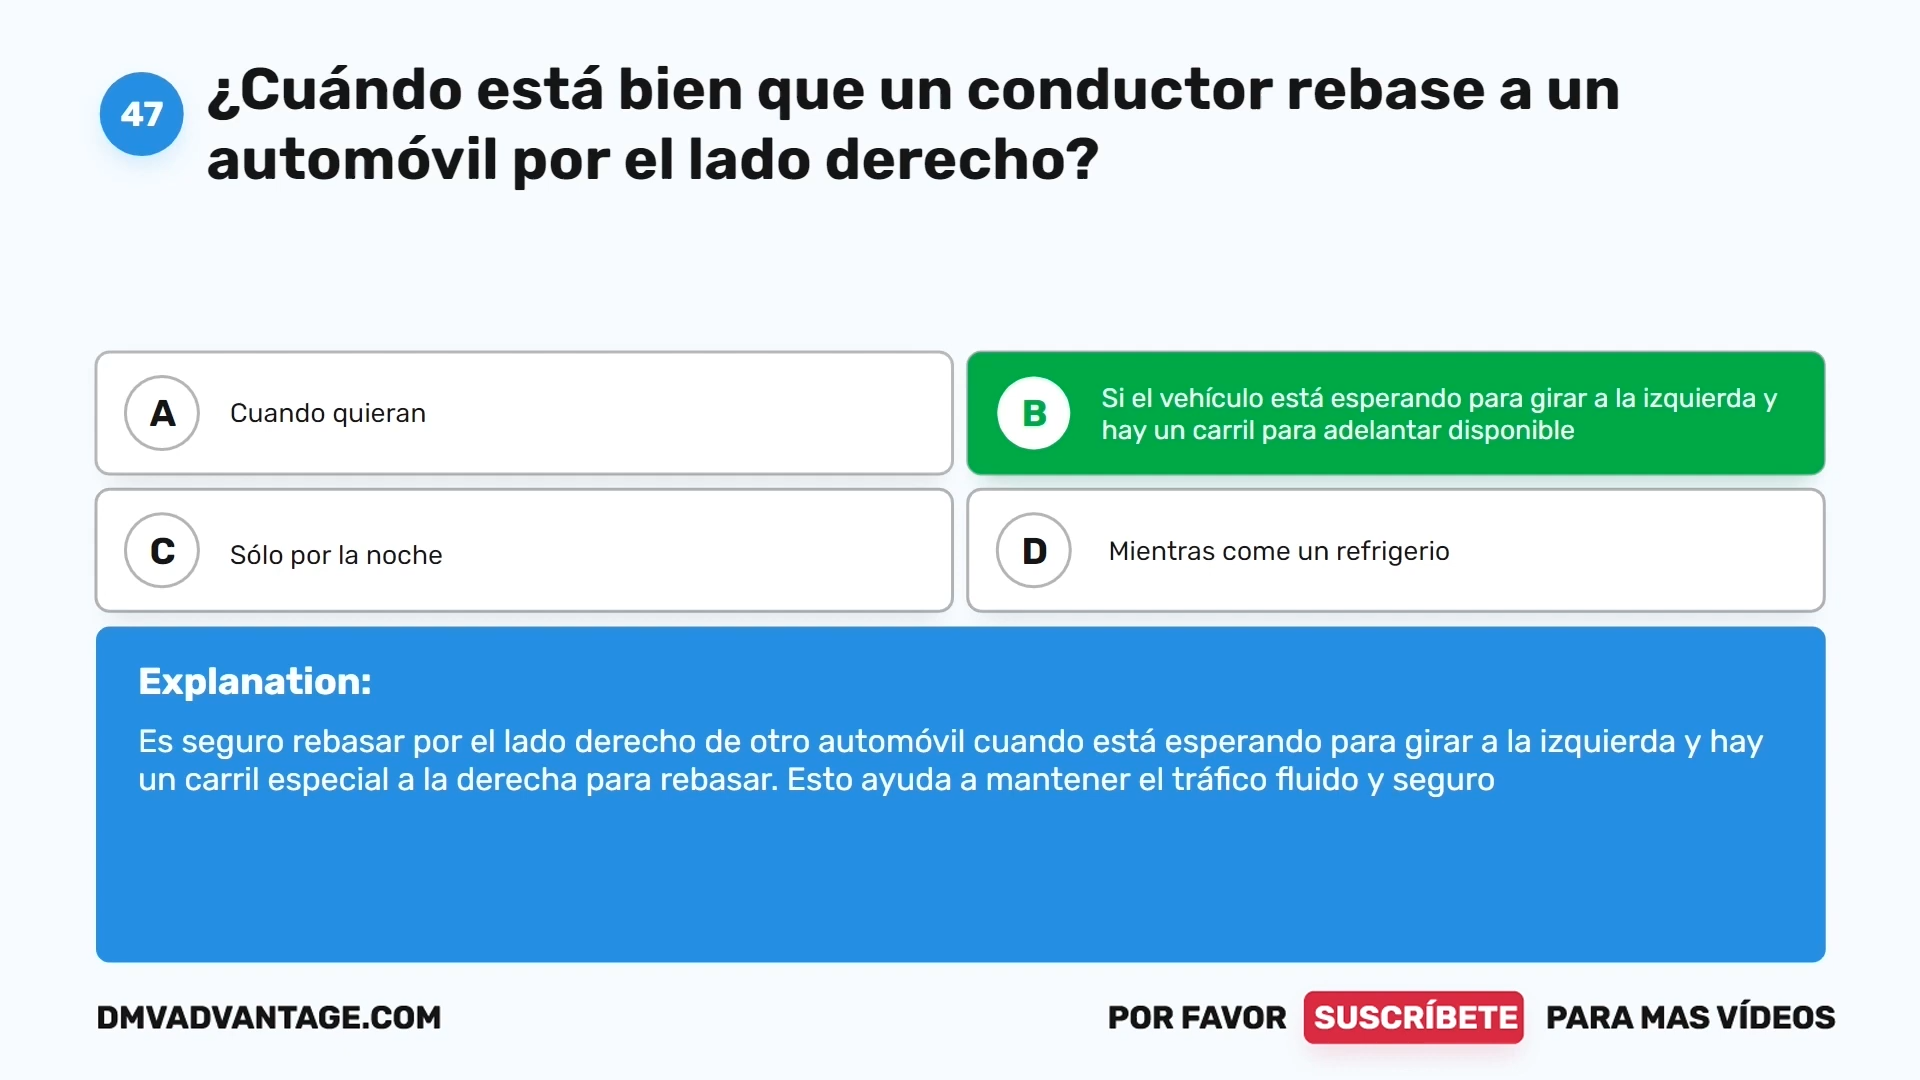 47
¿Cuándo está bien que un conductor rebase a un
automóvil por el lado derecho?
A
Cuando quieran
B
Si el vehículo está esperando para girar a la izquierda y
hay un carril para adelantar disponible
C
Sólo por la noche
D
Mientras come un refrigerio
Explanation:
Es seguro rebasar por el lado derecho de otro automóvil cuando está esperando para girar a la izquierda y hay
un carril especial a la derecha para rebasar. Esto ayuda a mantener el tráfico fluido y seguro
DMVADVANTAGE.COM
POR FAVOR SUSCRÍBETE PARA MAS VÍDEOS